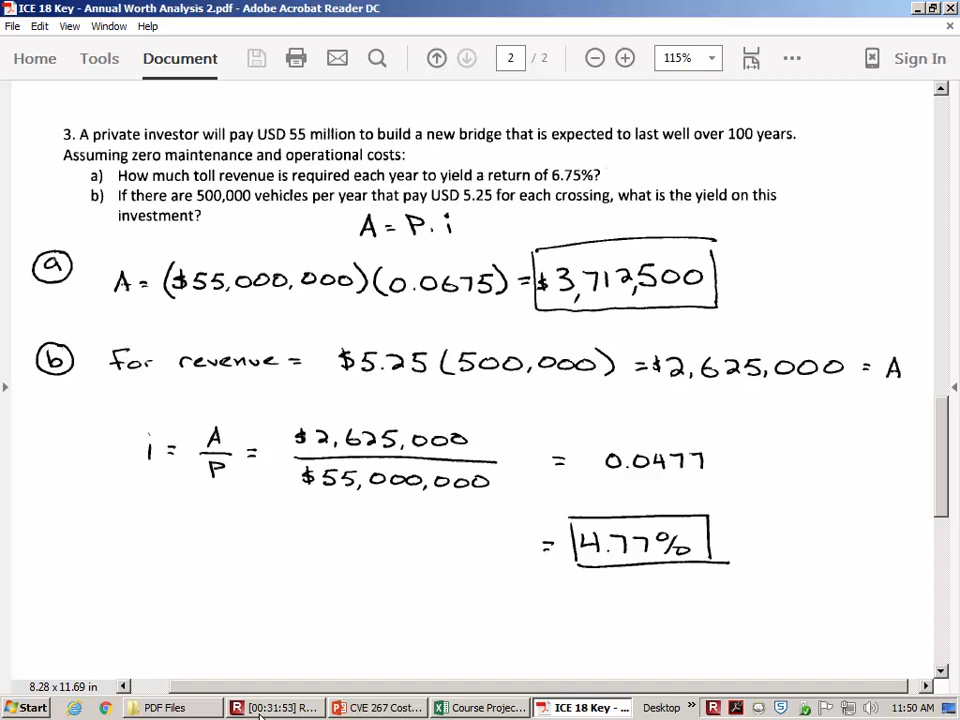 ICE 18 Key - Annual Worth Analysis 2.pdf - Adobe Acrobat Reader DC
File Edit View Window Help
Home Tools Document 2 / 2 115% Sign In
3. A private investor will pay USD 55 million to build a new bridge that is expected to last well over 100 years.
Assuming zero maintenance and operational costs:
a) How much toll revenue is required each year to yield a return of 6.75%?
b) If there are 500,000 vehicles per year that pay USD 5.25 for each crossing, what is the yield on this
investment?
A = P. i
a A = ($55,000,000)(0.0675) = $3,712,500
b For revenue = $5.25 (500,000) = $2,625,000 = A
i = A/P = $2,625,000 / $55,000,000 = 0.0477
= 4.77%
8.28 x 11.69 in
Start PDF Files [00:31:53] R... CVE 267 Cost... Course Projec... ICE 18 Key -... Desktop » 11:50 AM